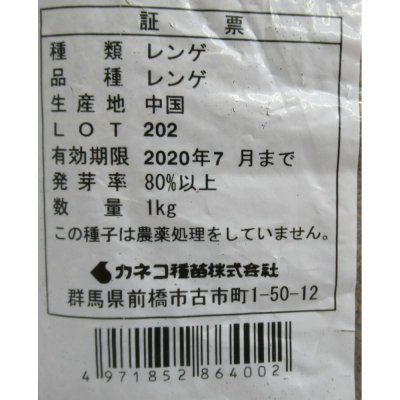 証　票
種　類　レンゲ
品　種　レンゲ
生産地　中国
ＬＯＴ　202
有効期限　2020年7 月まで
発芽率　80%以上
数　量　1kg
この種子は農薬処理をしていません。
カネコ種苗株式会社
群馬県前橋市古市町1-50-12
4 971852 864002